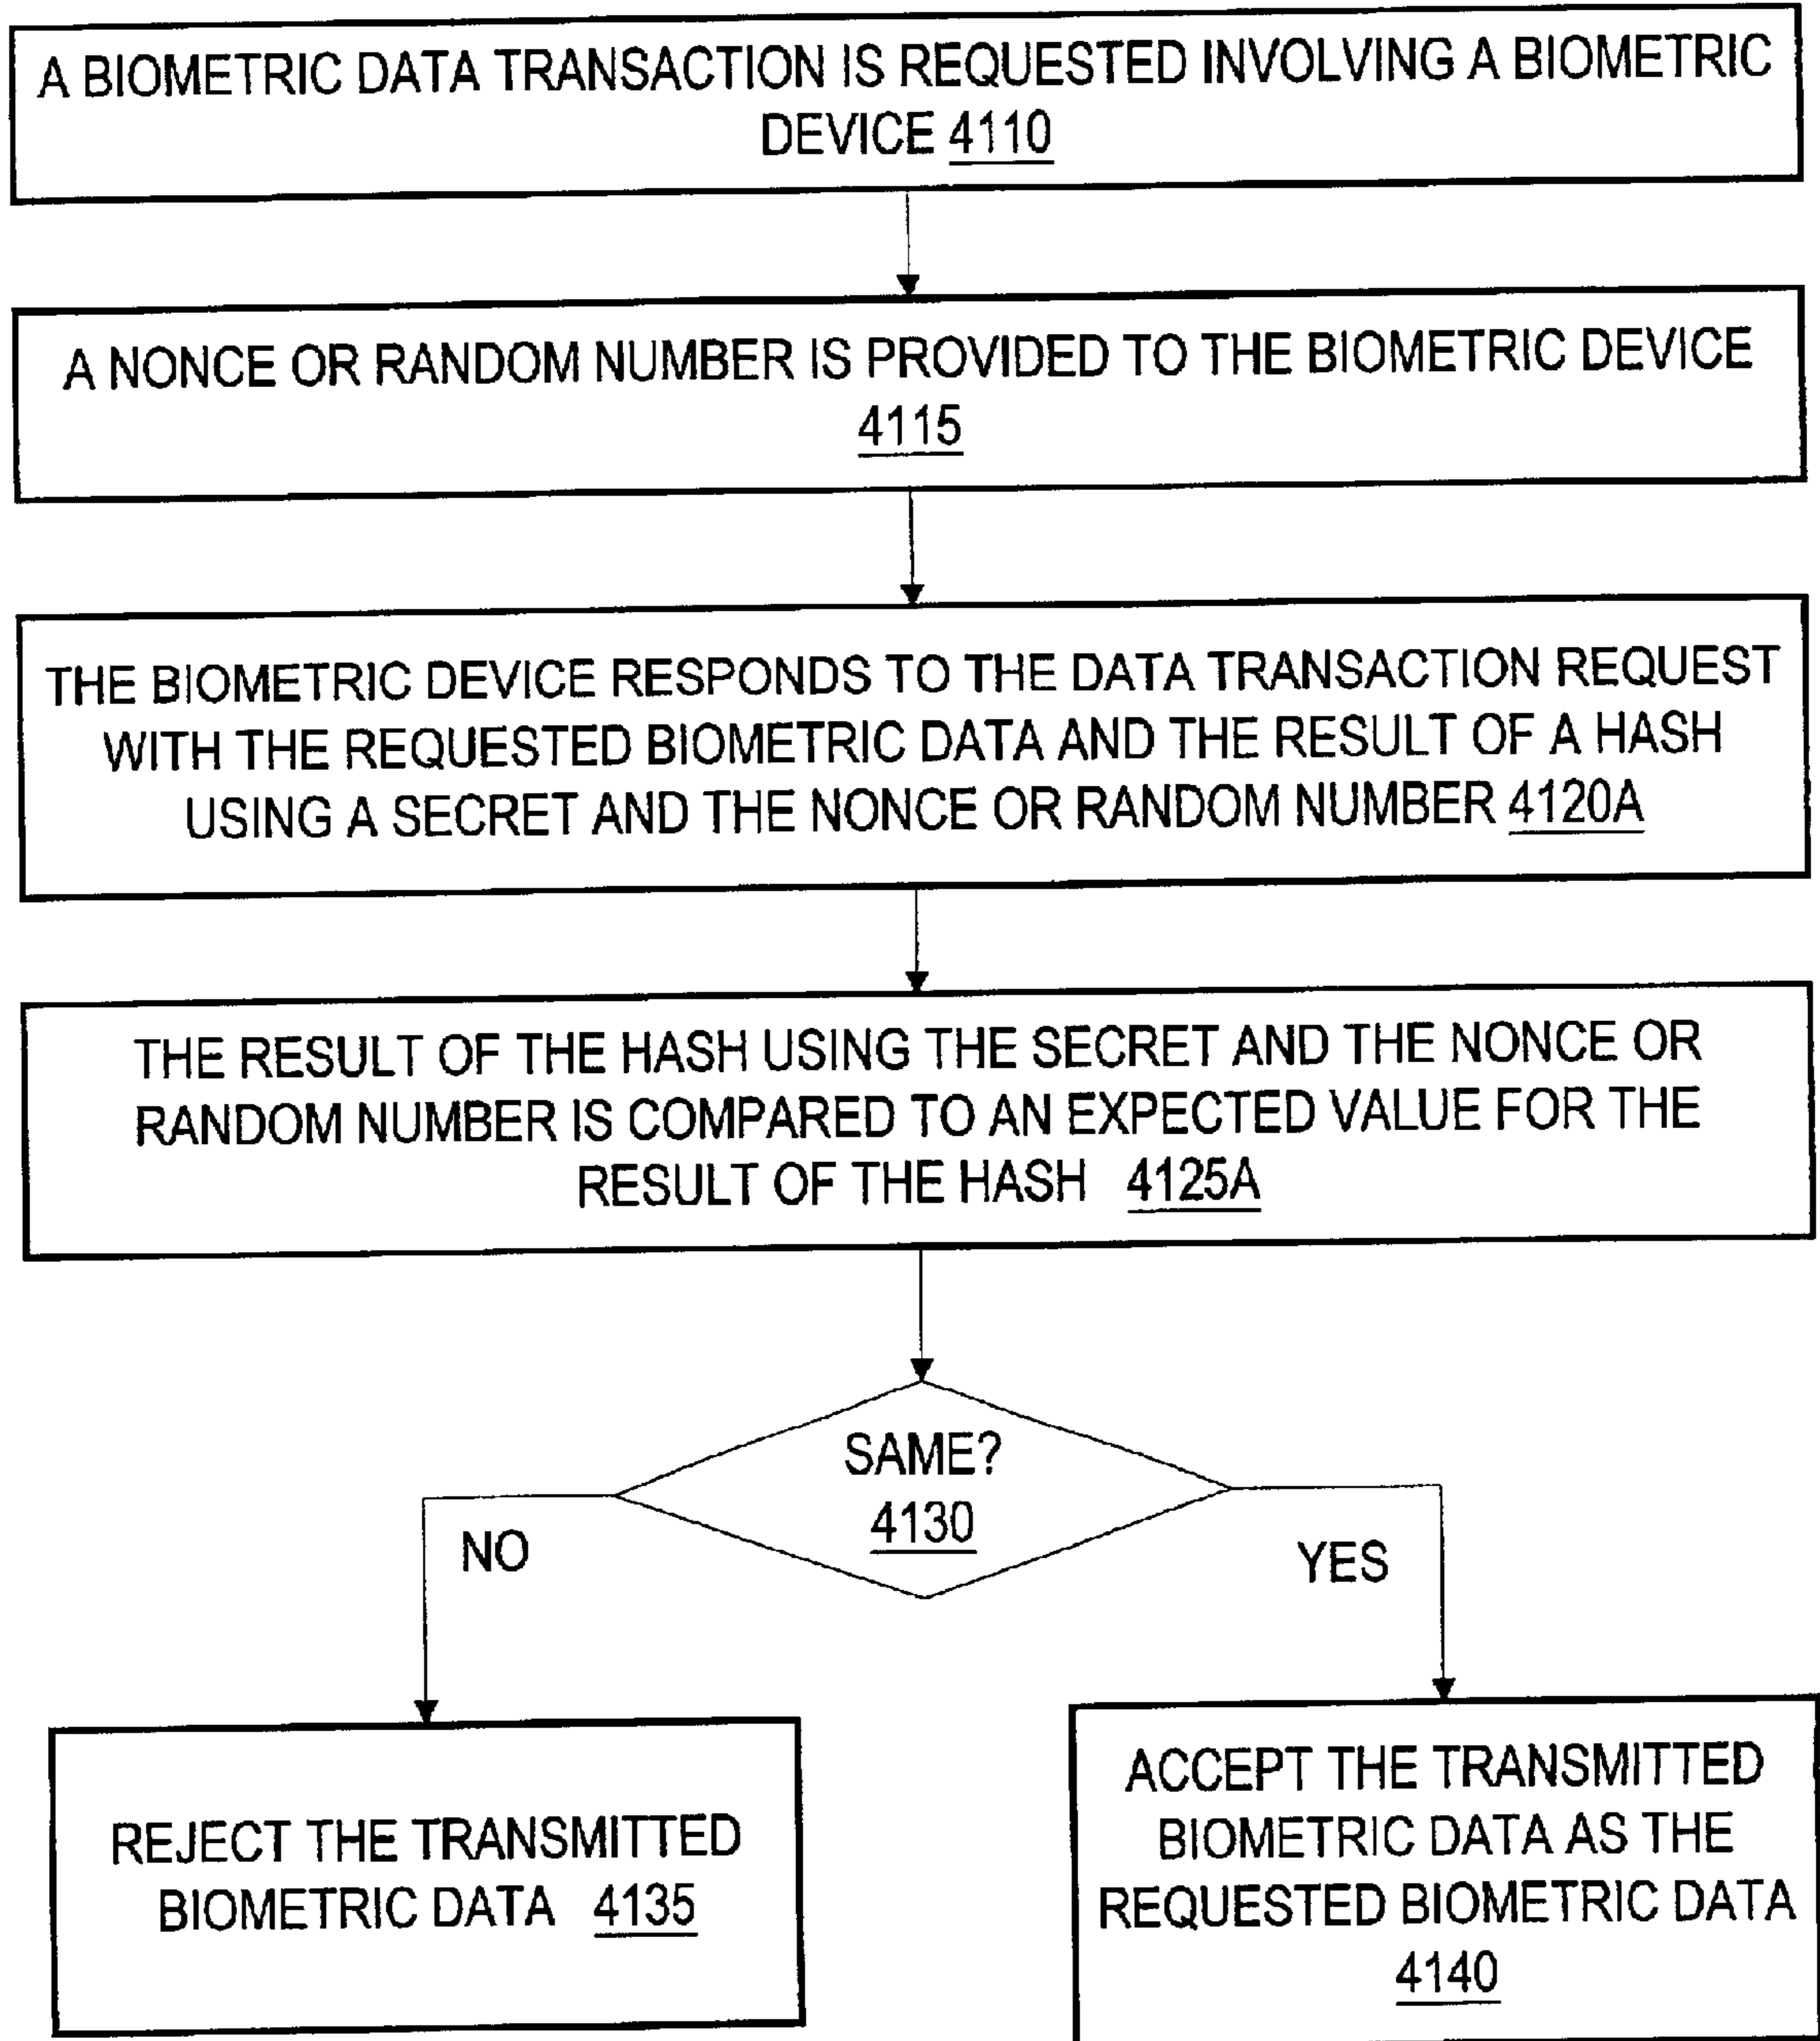 A BIOMETRIC DATA TRANSACTION IS REQUESTED INVOLVING A BIOMETRIC
DEVICE 4110
A NONCE OR RANDOM NUMBER IS PROVIDED TO THE BIOMETRIC DEVICE
4115
THE BIOMETRIC DEVICE RESPONDS TO THE DATA TRANSACTION REQUEST
WITH THE REQUESTED BIOMETRIC DATA AND THE RESULT OF A HASH
USING A SECRET AND THE NONCE OR RANDOM NUMBER 4120A
THE RESULT OF THE HASH USING THE SECRET AND THE NONCE OR
RANDOM NUMBER IS COMPARED TO AN EXPECTED VALUE FOR THE
RESULT OF THE HASH 4125A
SAME?
4130
NO
YES
REJECT THE TRANSMITTED
BIOMETRIC DATA 4135
ACCEPT THE TRANSMITTED
BIOMETRIC DATA AS THE
REQUESTED BIOMETRIC DATA
4140